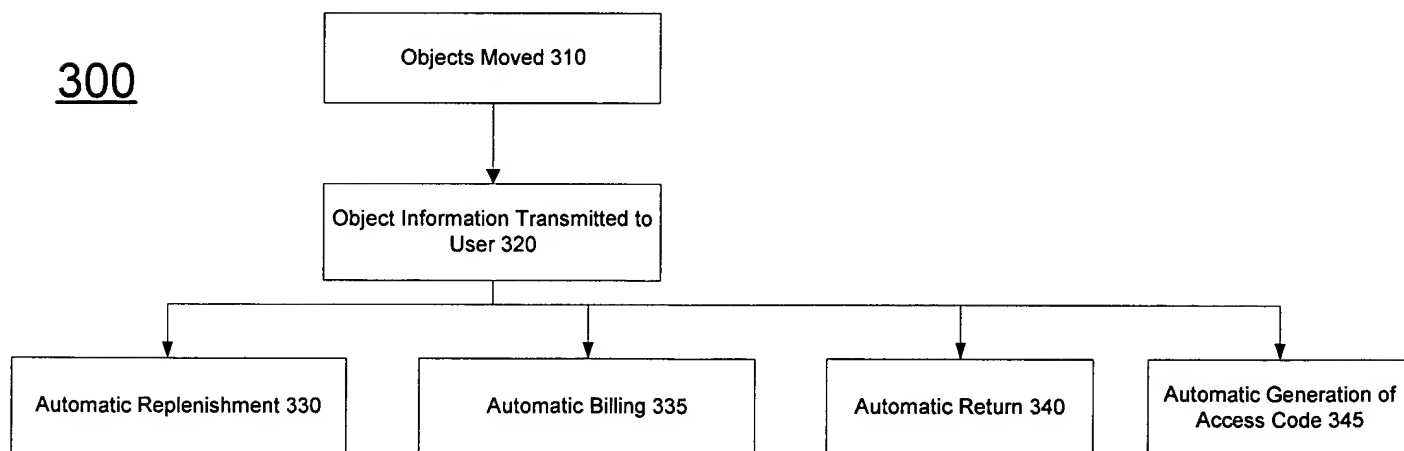 300
Objects Moved 310
Object Information Transmitted to
User 320
Automatic Replenishment 330
Automatic Billing 335
Automatic Return 340
Automatic Generation of
Access Code 345